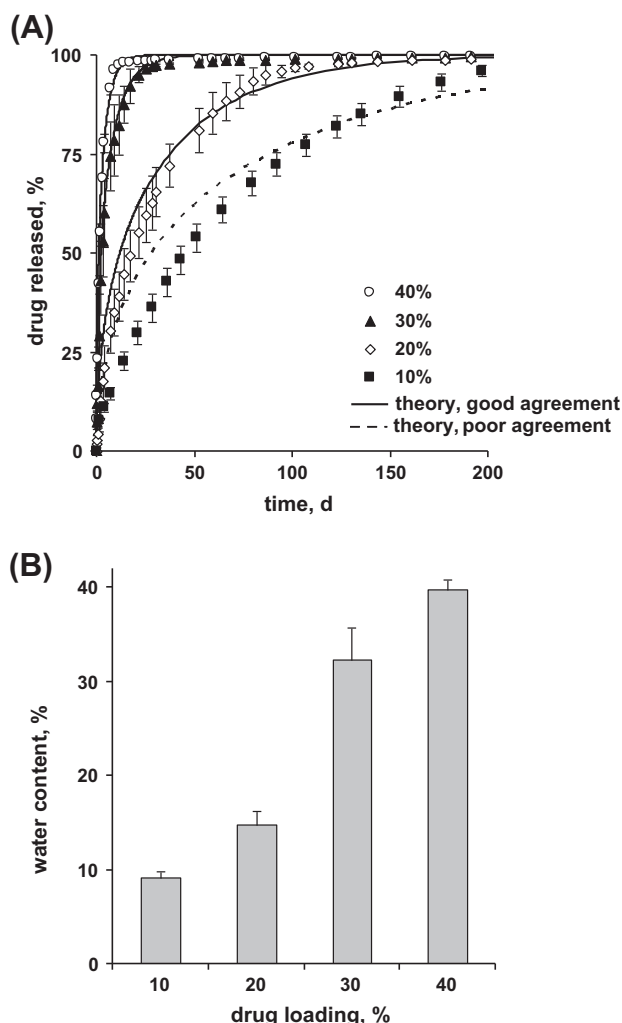 (A)
100
75
50
25
0
drug released, %
40%
30%
20%
10%
theory, good agreement
theory, poor agreement
0 50 100 150 200
time, d
(B)
40
30
20
10
0
water content, %
10 20 30 40
drug loading, %